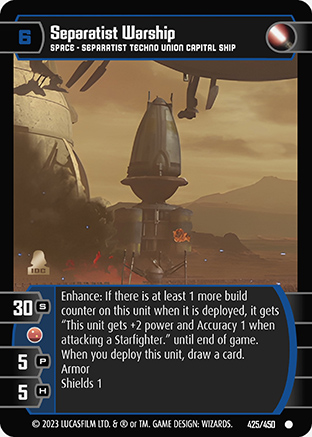 6
Separatist Warship
SPACE - SEPARATIST TECHNO UNION CAPITAL SHIP
IDC
30 S
5 P
5 H
Enhance: If there is at least 1 more build
counter on this unit when it is deployed, it gets
"This unit gets +2 power and Accuracy 1 when
attacking a Starfighter." until end of game.
When you deploy this unit, draw a card.
Armor
Shields 1
© 2023 LUCASFILM LTD. & ® or TM. GAME DESIGN: WIZARDS.
425/450